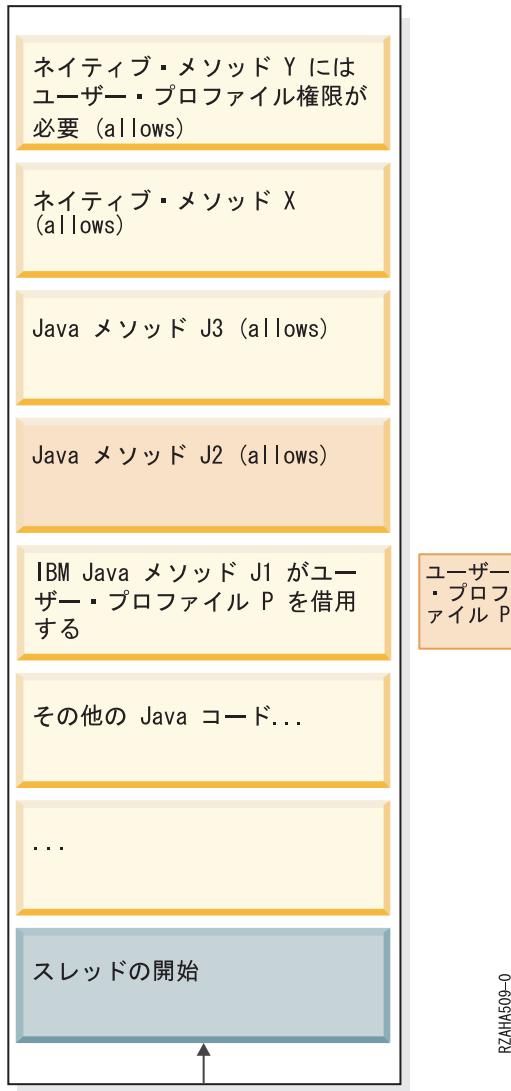 ネイティブ・メソッド Y には
ユーザー・プロファイル権限が
必要 (allows)
ネイティブ・メソッド X
(allows)
Java メソッド J3 (allows)
Java メソッド J2 (allows)
IBM Java メソッド J1 がユー
ザー・プロファイル P を借用
する
ユーザー
・プロフ
ァイル P
その他の Java コード...
...
スレッドの開始
RZAHA509-0